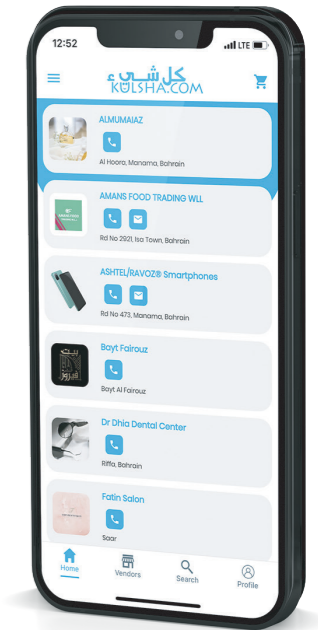 12:52
LTE
كل شيء
KULSHA.COM
ALMUMAIAZ
Al Hoora, Manama, Bahrain
AMANS FOOD TRADING WLL
Rd No 2921, Isa Town, Bahrain
ASHTEL/RAVOZ® Smartphones
Rd No 473, Manama, Bahrain
بيت
فيروز
Bayt Fairouz
Bayt Al Fairouz
Dr Dhia Dental Center
Riffa, Bahrain
Fatin Salon
Saar
Home
Vendors
Search
Profile